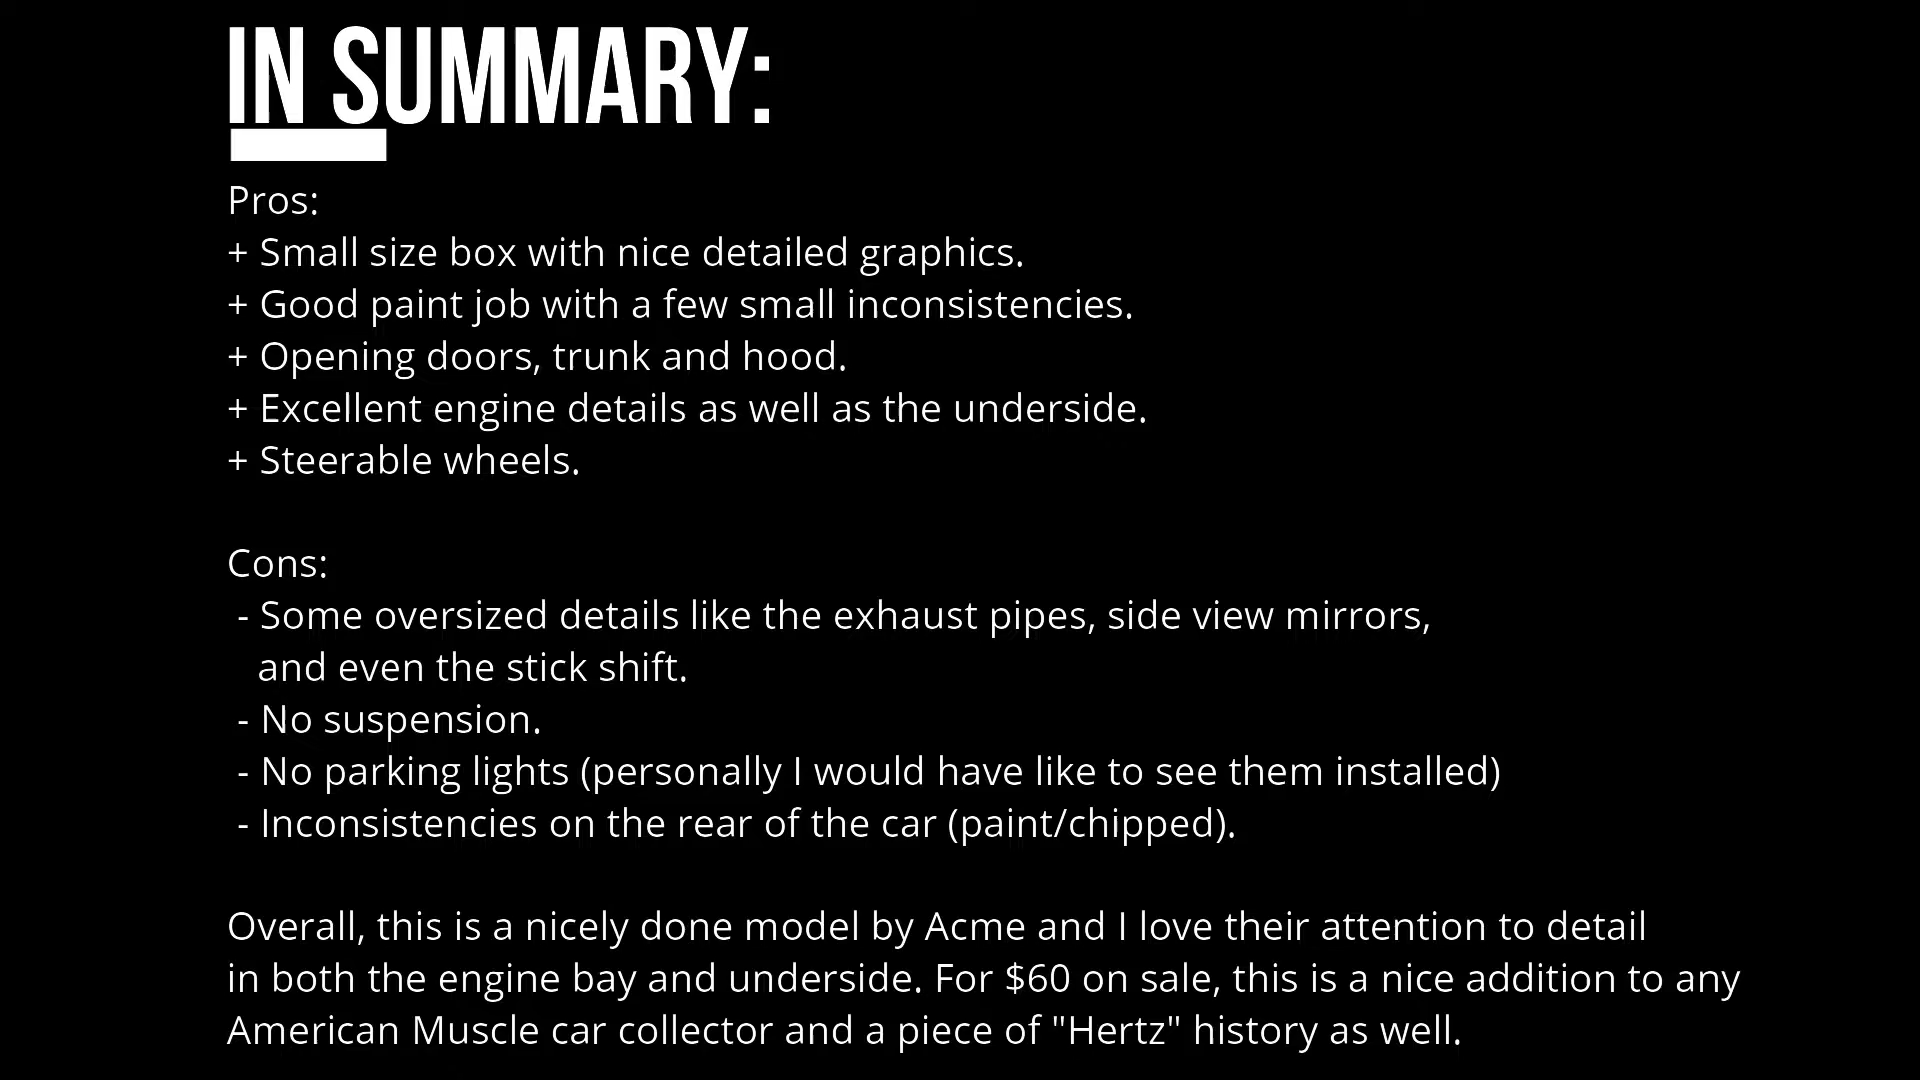 IN SUMMARY:
Pros:
+ Small size box with nice detailed graphics.
+ Good paint job with a few small inconsistencies.
+ Opening doors, trunk and hood.
+ Excellent engine details as well as the underside.
+ Steerable wheels.
Cons:
- Some oversized details like the exhaust pipes, side view mirrors,
and even the stick shift.
- No suspension.
- No parking lights (personally I would have like to see them installed)
- Inconsistencies on the rear of the car (paint/chipped).
Overall, this is a nicely done model by Acme and I love their attention to detail
in both the engine bay and underside. For $60 on sale, this is a nice addition to any
American Muscle car collector and a piece of "Hertz" history as well.